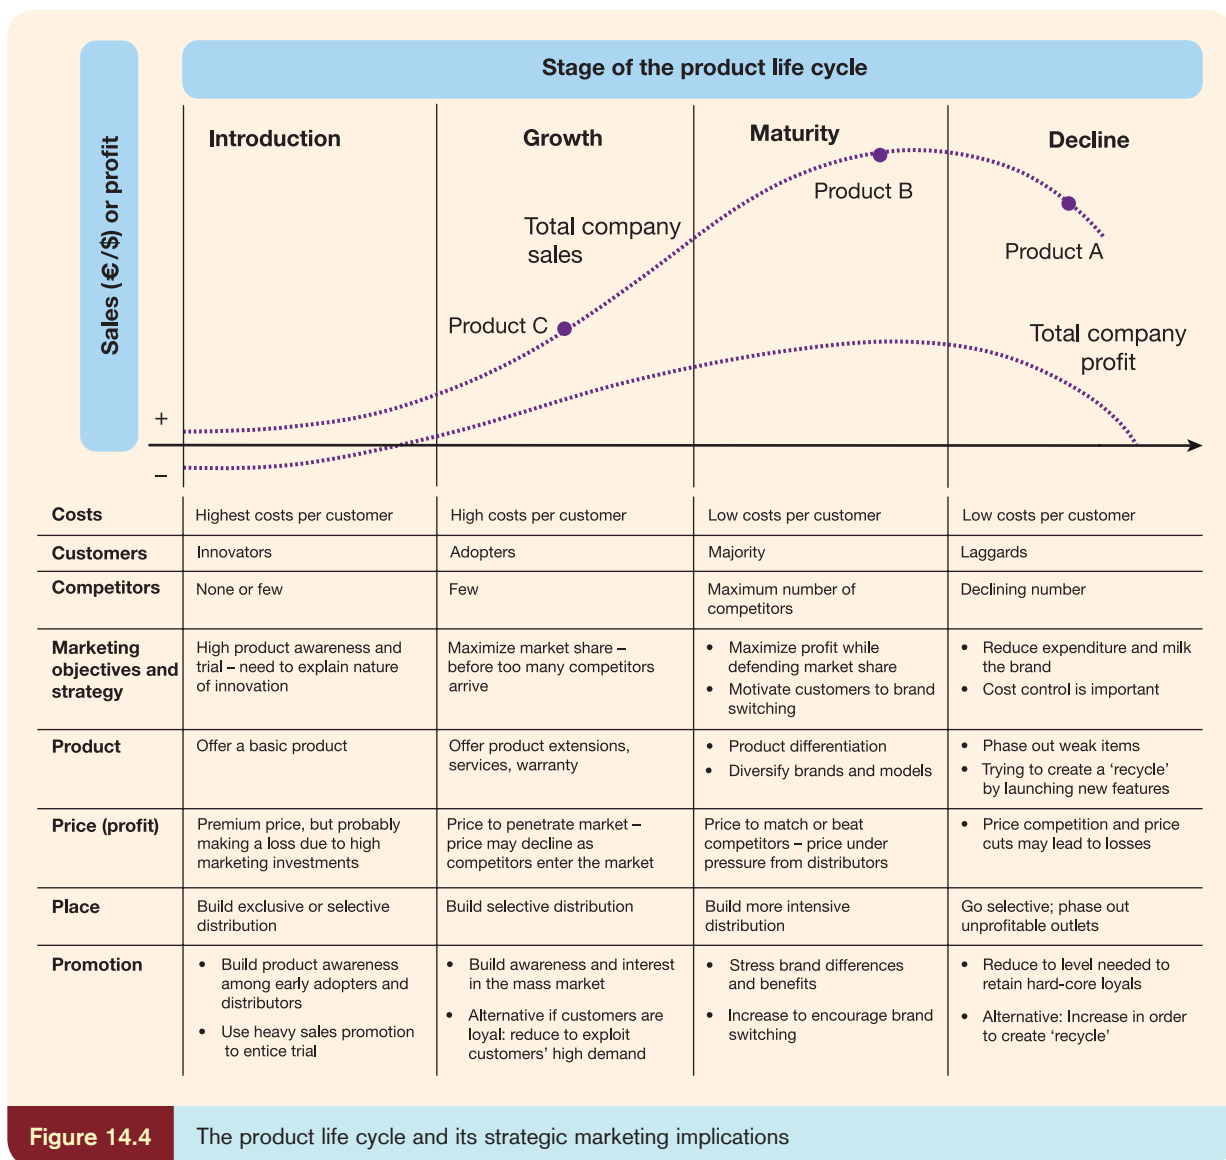 Stage of the product life cycle
Sales (€/$) or profit
Introduction
Growth
Maturity
Decline
Product B
Total company
sales
Product A
Product C
Total company
profit
+
–
Costs
Highest costs per customer
High costs per customer
Low costs per customer
Low costs per customer
Customers
Innovators
Adopters
Majority
Laggards
Competitors
None or few
Few
Maximum number of
competitors
Declining number
Marketing
objectives and
strategy
High product awareness and
trial – need to explain nature
of innovation
Maximize market share –
before too many competitors
arrive
• Maximize profit while
defending market share
• Motivate customers to brand
switching
• Reduce expenditure and milk
the brand
• Cost control is important
Product
Offer a basic product
Offer product extensions,
services, warranty
• Product differentiation
• Diversify brands and models
• Phase out weak items
• Trying to create a ‘recycle’
by launching new features
Price (profit)
Premium price, but probably
making a loss due to high
marketing investments
Price to penetrate market –
price may decline as
competitors enter the market
Price to match or beat
competitors – price under
pressure from distributors
• Price competition and price
cuts may lead to losses
Place
Build exclusive or selective
distribution
Build selective distribution
Build more intensive
distribution
Go selective; phase out
unprofitable outlets
Promotion
• Build product awareness
among early adopters and
distributors
• Use heavy sales promotion
to entice trial
• Build awareness and interest
in the mass market
• Alternative if customers are
loyal: reduce to exploit
customers’ high demand
• Stress brand differences
and benefits
• Increase to encourage brand
switching
• Reduce to level needed to
retain hard-core loyals
• Alternative: Increase in order
to create ‘recycle’
Figure 14.4
The product life cycle and its strategic marketing implications